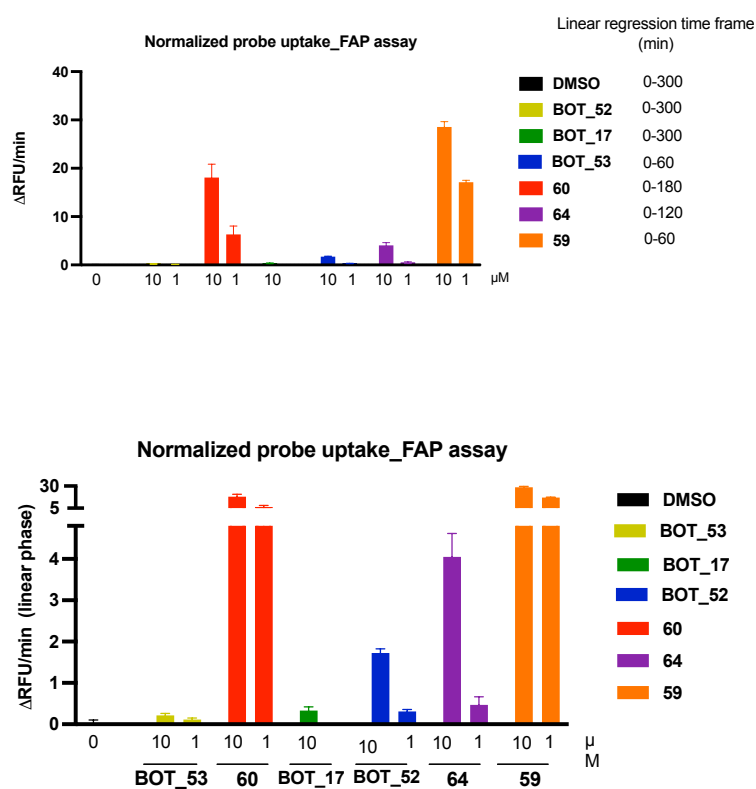 Linear regression time frame
(min)
Normalized probe uptake_FAP assay
ΔRFU/min
40
30
20
10
0
0
10
1
10
1
10
10
1
10
1
10
1
µM
DMSO 0-300
BOT_52 0-300
BOT_17 0-300
BOT_53 0-60
60 0-180
64 0-120
59 0-60
Normalized probe uptake_FAP assay
ΔRFU/min (linear phase)
30
5
4
3
2
1
0
0
10
1
10
1
10
10
1
10
1
10
1
µ
M
BOT_53
60
BOT_17
BOT_52
64
59
DMSO
BOT_53
BOT_17
BOT_52
60
64
59